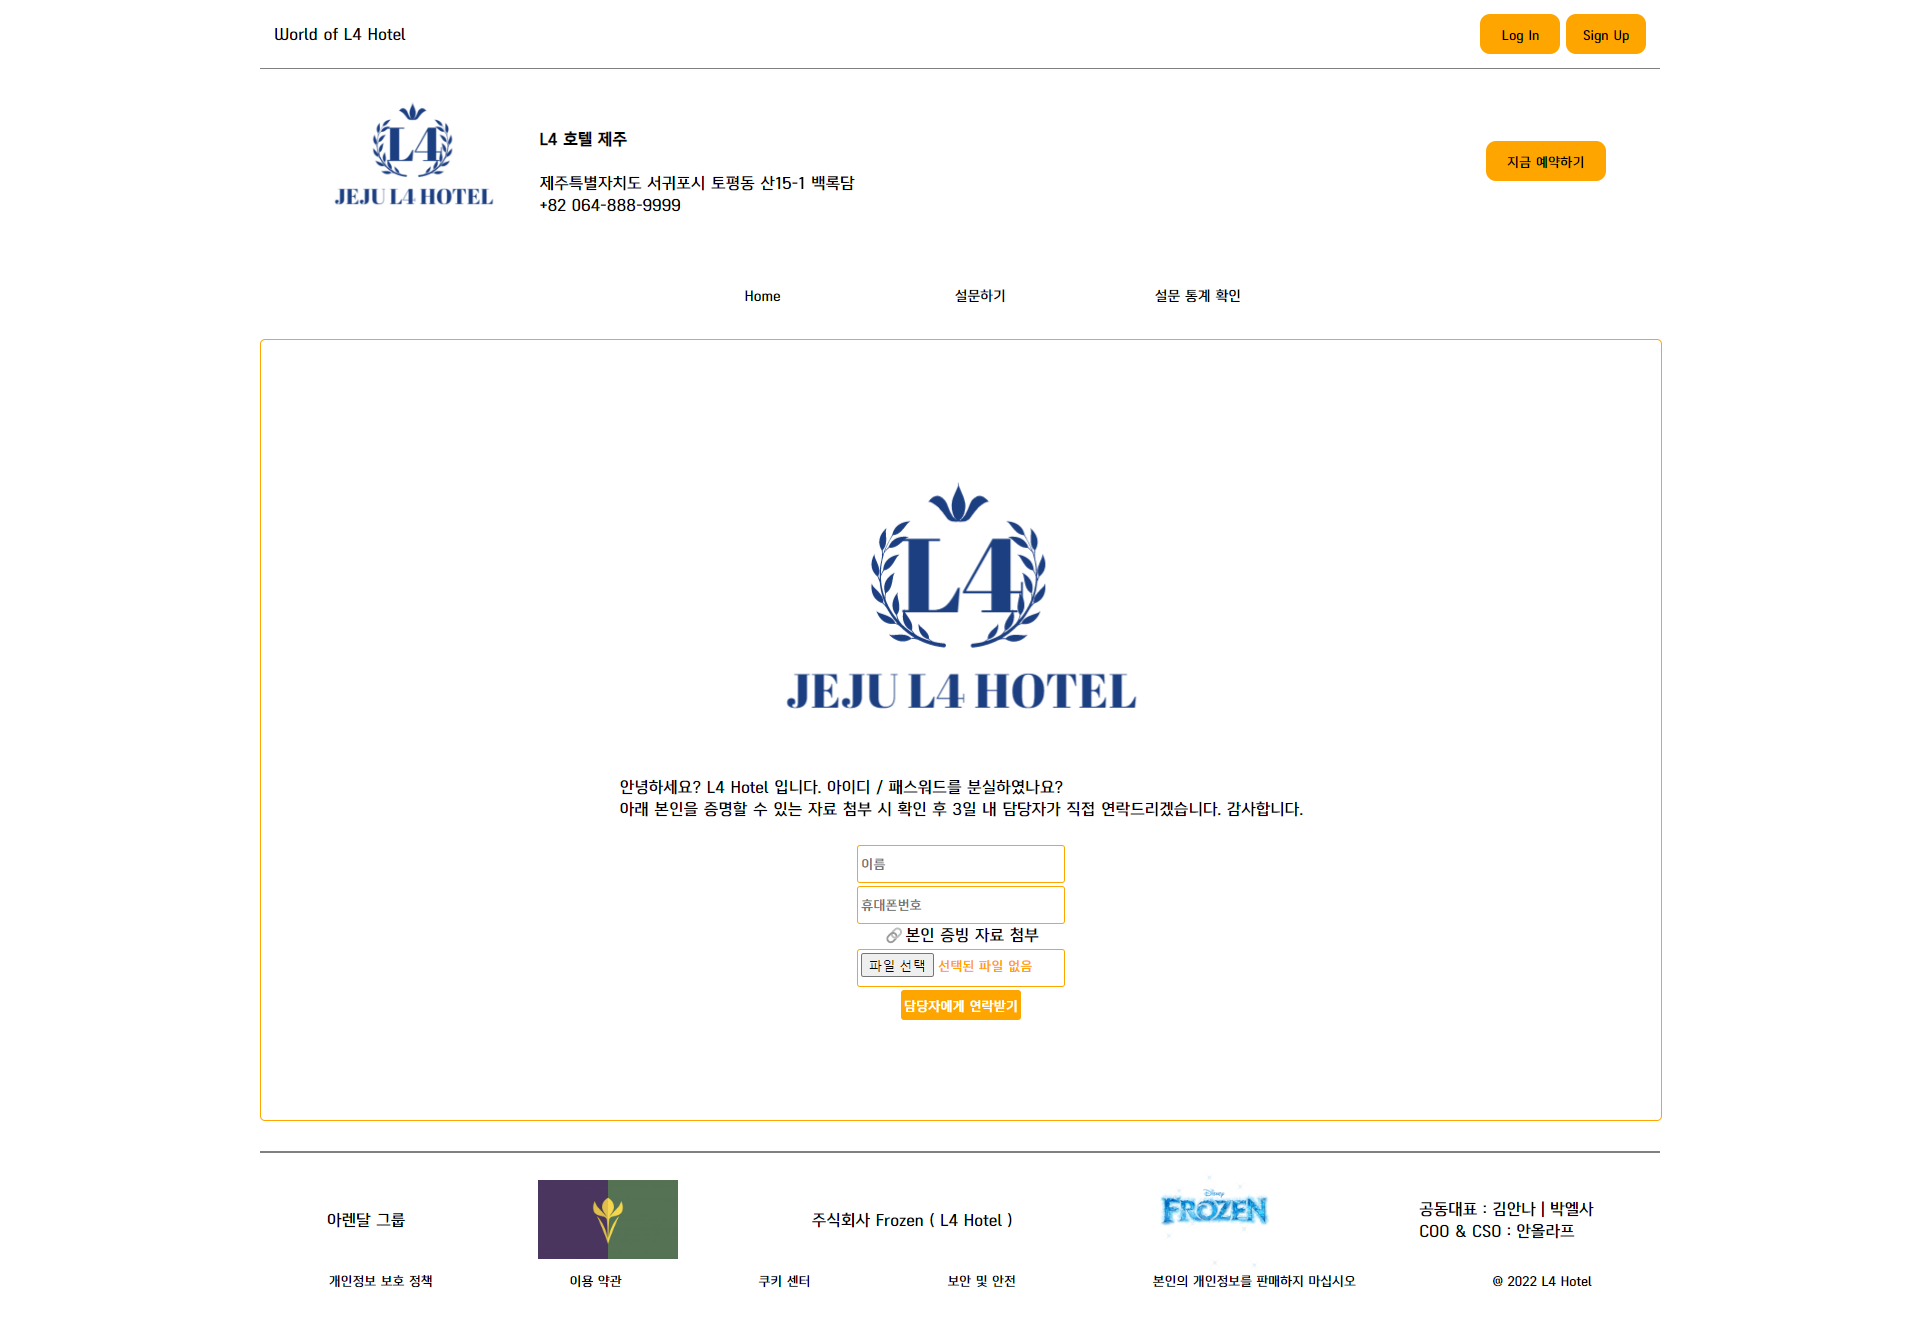 World of L4 Hotel
Log In
Sign Up
L4
JEJU L4 HOTEL
L4 호텔 제주
제주특별자치도 서귀포시 토평동 산15-1 백록담
+82 064-888-9999
지금 예약하기
Home
설문하기
설문 통계 확인
L4
JEJU L4 HOTEL
안녕하세요? L4 Hotel 입니다. 아이디 / 패스워드를 분실하였나요?
아래 본인을 증명할 수 있는 자료 첨부 시 확인 후 3일 내 담당자가 직접 연락드리겠습니다. 감사합니다.
이름
휴대폰번호
본인 증빙 자료 첨부
파일 선택 선택된 파일 없음
담당자에게 연락받기
아렌달 그룹
주식회사 Frozen ( L4 Hotel )
Disney
FROZEN
공동대표 : 김안나 | 박엘사
COO & CSO : 안올라프
개인정보 보호 정책
이용 약관
쿠키 센터
보안 및 안전
본인의 개인정보를 판매하지 마십시오
@ 2022 L4 Hotel